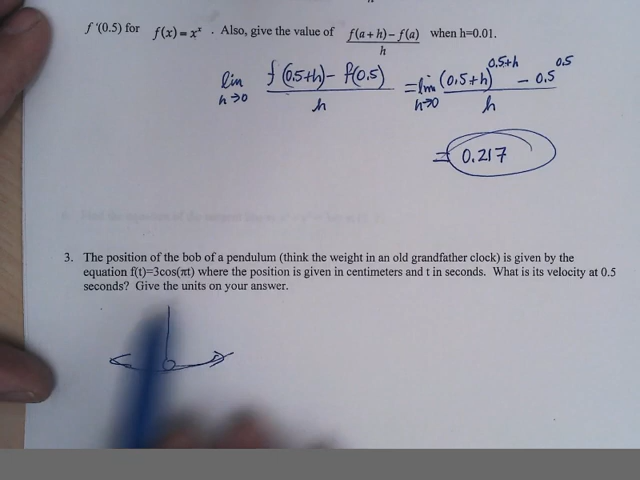 f '(0.5) for f(x) = x^x . Also, give the value of f(a + h) – f(a) / h when h=0.01.
lim h→0 f(0.5+h) – f(0.5) / h = lim h→0 (0.5+h)^0.5+h – 0.5^0.5 / h
= 0.217
3. The position of the bob of a pendulum (think the weight in an old grandfather clock) is given by the
equation f(t)=3cos(πt) where the position is given in centimeters and t in seconds. What is its velocity at 0.5
seconds? Give the units on your answer.